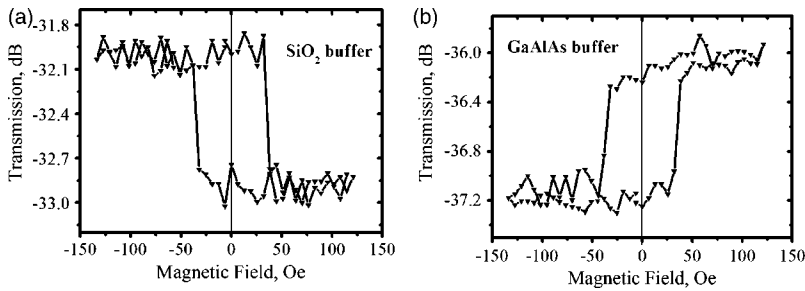 (a)
-31.8
-32.1
-32.4
-32.7
-33.0
Transmission, dB
SiO₂ buffer
-150 -100 -50 0 50 100 150
Magnetic Field, Oe
(b)
-36.0
-36.4
-36.8
-37.2
Transmission, dB
GaAlAs buffer
-150 -100 -50 0 50 100 150
Magnetic Field, Oe